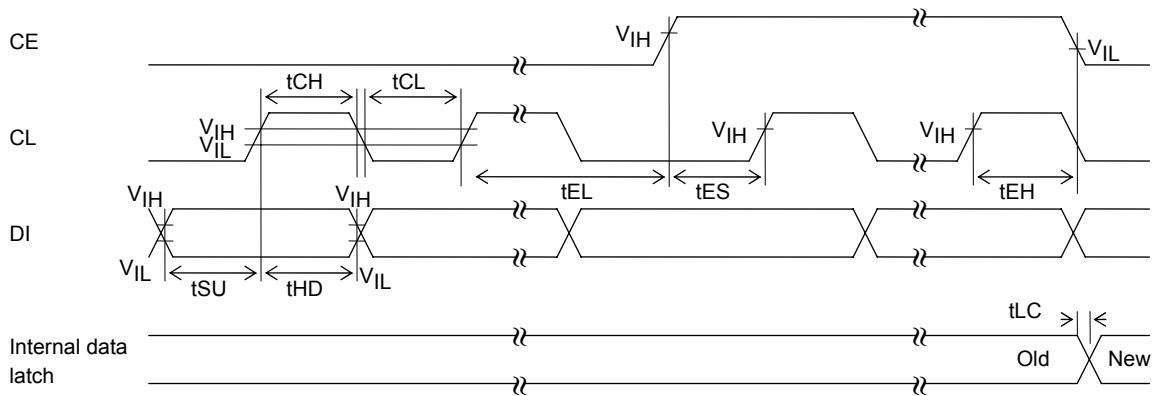 CE
VIH
VIL
tCH
tCL
CL
VIH
VIL
VIH
VIH
tEL
tES
tEH
VIH
VIH
DI
VIL
VIL
tSU
tHD
tLC
Internal data
latch
Old
New